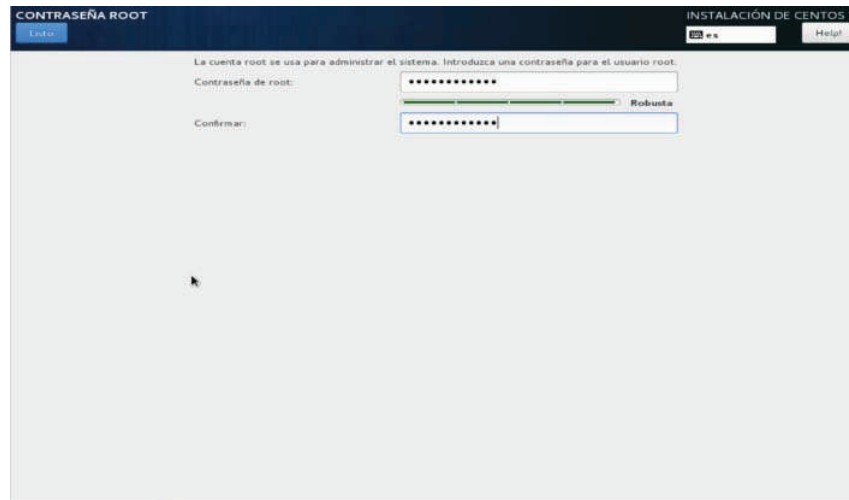 CONTRASEÑA ROOT
INSTALACIÓN DE CENTOS
Listo
es
Help!
La cuenta root se usa para administrar el sistema. Introduzca una contraseña para el usuario root.
Contraseña de root:
••••••••••••
Robusta
Confirmar:
••••••••••••